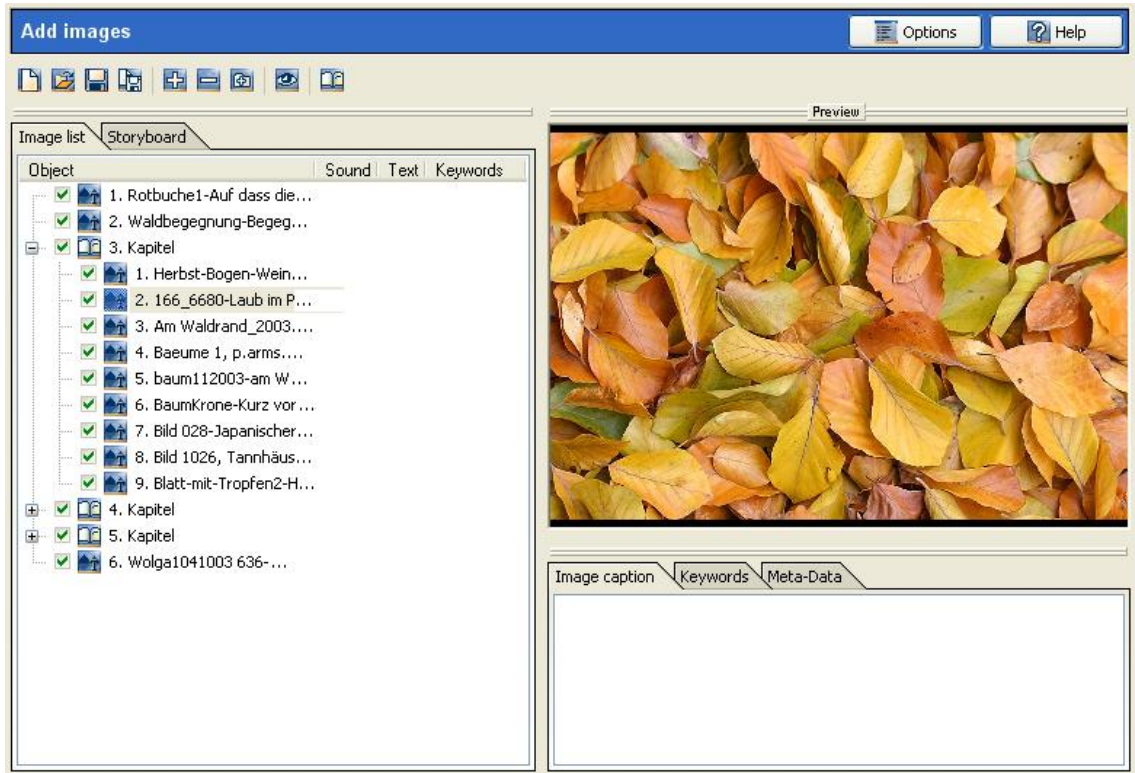 Add images
Options
Help
Preview
Image list
Storyboard
Object Sound Text Keywords
1. Rotbuche1-Auf dass die...
2. Waldbegegnung-Begeg...
3. Kapitel
1. Herbst-Bogen-Wein...
2. 166_6680-Laub im P...
3. Am Waldrand_2003....
4. Baeume 1, p.arms....
5. baum112003-am W...
6. BaumKrone-Kurz vor...
7. Bild 028-Japanischer...
8. Bild 1026, Tannhäus...
9. Blatt-mit-Tropfen2-H...
4. Kapitel
5. Kapitel
6. Wolga1041003 636-...
Image caption
Keywords
Meta-Data